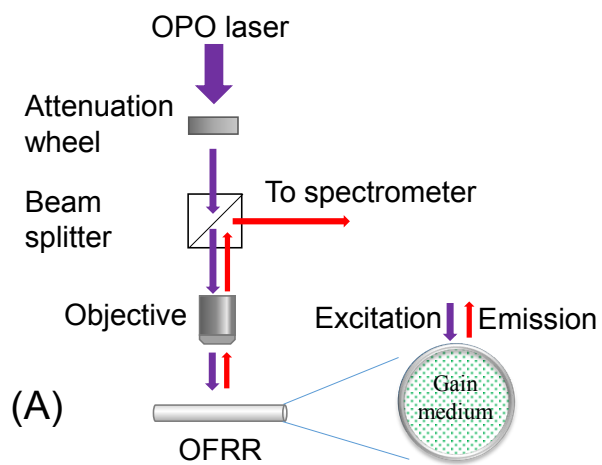 OPO laser
Attenuation
wheel
To spectrometer
Beam
splitter
Objective
Excitation
Emission
Gain
medium
(A)
OFRR